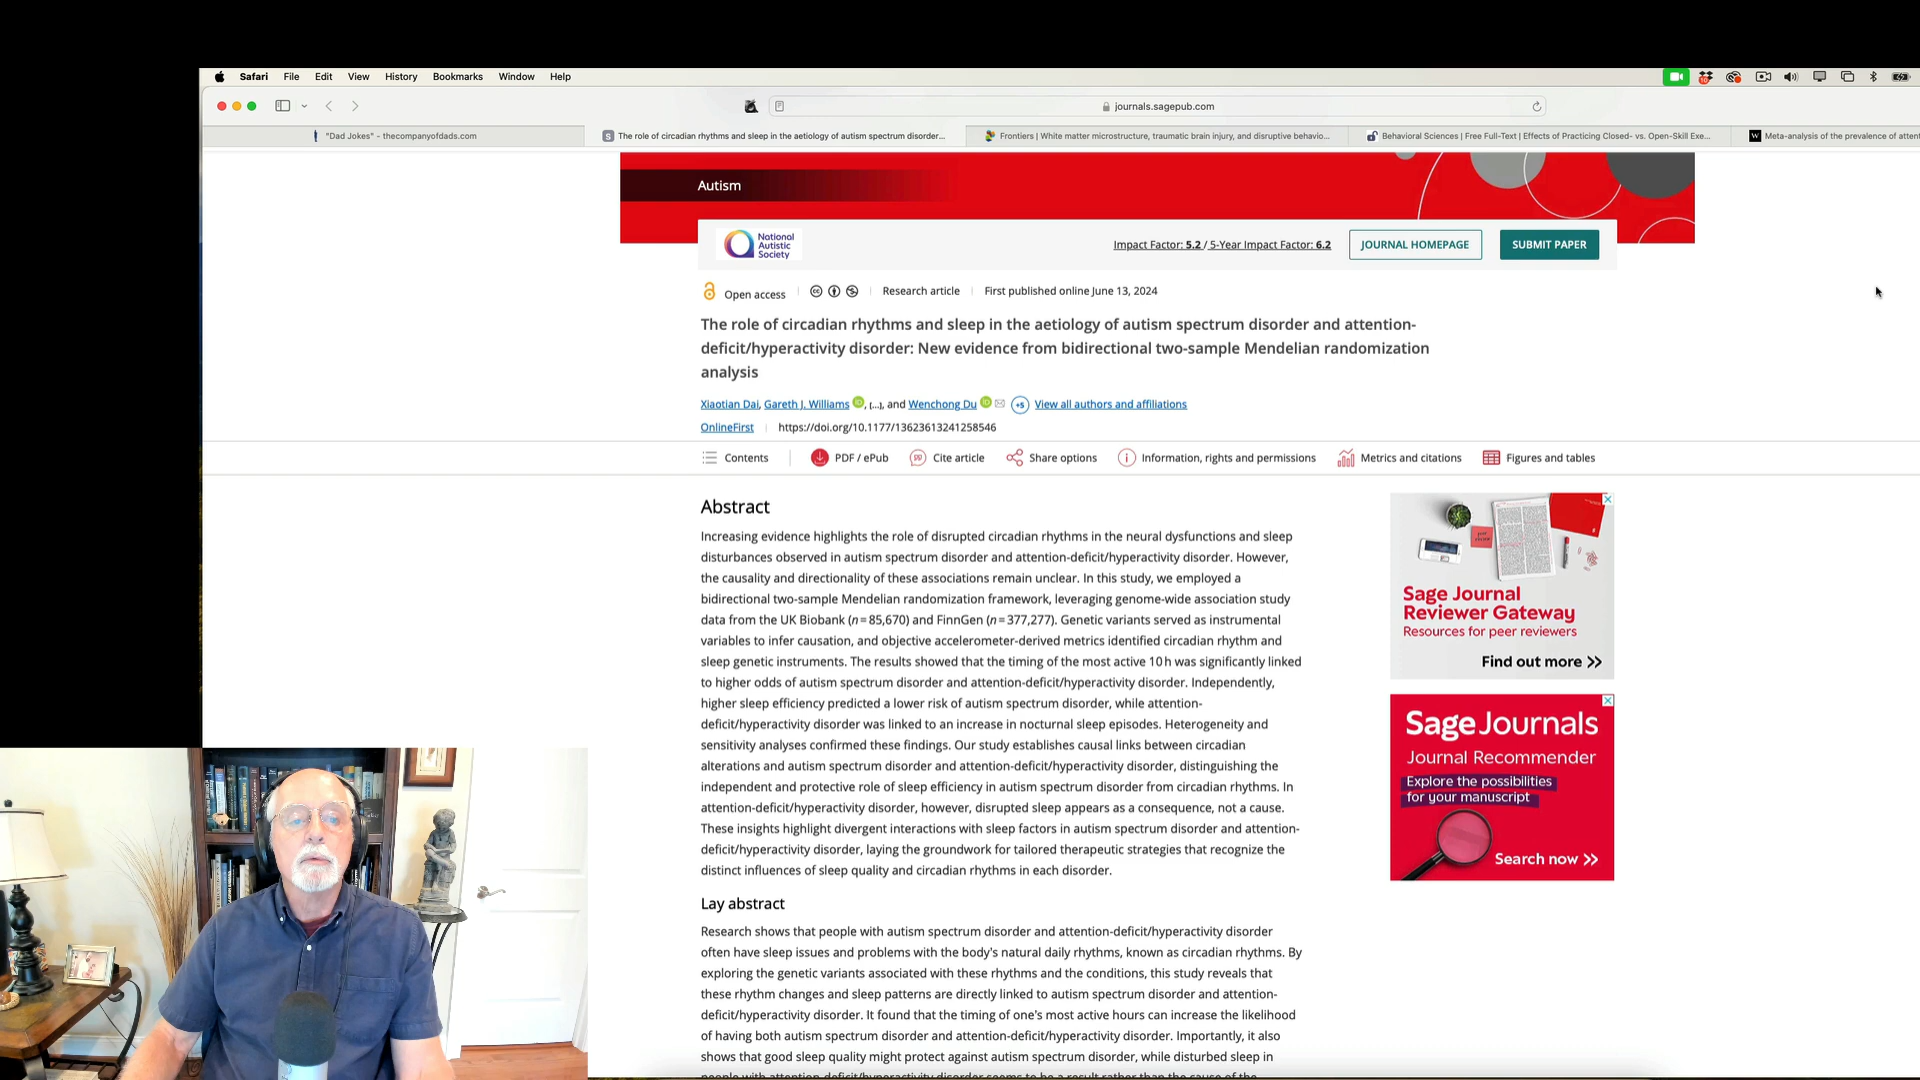 Safari File Edit View History Bookmarks Window Help
journals.sagepub.com
"Dad Jokes" - thecompanyofdads.com
The role of circadian rhythms and sleep in the aetiology of autism spectrum disorder...
Frontiers | White matter microstructure, traumatic brain injury, and disruptive behavio...
Behavioral Sciences | Free Full-Text | Effects of Practicing Closed- vs. Open-Skill Exe...
Meta-analysis of the prevalence of attent
Autism
National
Autistic
Society
Impact Factor: 5.2 / 5-Year Impact Factor: 6.2
JOURNAL HOMEPAGE
SUBMIT PAPER
Open access
Research article
First published online June 13, 2024
The role of circadian rhythms and sleep in the aetiology of autism spectrum disorder and attention-
deficit/hyperactivity disorder: New evidence from bidirectional two-sample Mendelian randomization
analysis
Xiaotian Dai, Gareth J. Williams, [...], and Wenchong Du +5 View all authors and affiliations
OnlineFirst
https://doi.org/10.1177/13623613241258546
Contents
PDF / ePub
Cite article
Share options
Information, rights and permissions
Metrics and citations
Figures and tables
Abstract
Increasing evidence highlights the role of disrupted circadian rhythms in the neural dysfunctions and sleep
disturbances observed in autism spectrum disorder and attention-deficit/hyperactivity disorder. However,
the causality and directionality of these associations remain unclear. In this study, we employed a
bidirectional two-sample Mendelian randomization framework, leveraging genome-wide association study
data from the UK Biobank (n = 85,670) and FinnGen (n = 377,277). Genetic variants served as instrumental
variables to infer causation, and objective accelerometer-derived metrics identified circadian rhythm and
sleep genetic instruments. The results showed that the timing of the most active 10 h was significantly linked
to higher odds of autism spectrum disorder and attention-deficit/hyperactivity disorder. Independently,
higher sleep efficiency predicted a lower risk of autism spectrum disorder, while attention-
deficit/hyperactivity disorder was linked to an increase in nocturnal sleep episodes. Heterogeneity and
sensitivity analyses confirmed these findings. Our study establishes causal links between circadian
alterations and autism spectrum disorder and attention-deficit/hyperactivity disorder, distinguishing the
independent and protective role of sleep efficiency in autism spectrum disorder from circadian rhythms. In
attention-deficit/hyperactivity disorder, however, disrupted sleep appears as a consequence, not a cause.
These insights highlight divergent interactions with sleep factors in autism spectrum disorder and attention-
deficit/hyperactivity disorder, laying the groundwork for tailored therapeutic strategies that recognize the
distinct influences of sleep quality and circadian rhythms in each disorder.
Lay abstract
Research shows that people with autism spectrum disorder and attention-deficit/hyperactivity disorder
often have sleep issues and problems with the body's natural daily rhythms, known as circadian rhythms. By
exploring the genetic variants associated with these rhythms and the conditions, this study reveals that
these rhythm changes and sleep patterns are directly linked to autism spectrum disorder and attention-
deficit/hyperactivity disorder. It found that the timing of one's most active hours can increase the likelihood
of having both autism spectrum disorder and attention-deficit/hyperactivity disorder. Importantly, it also
shows that good sleep quality might protect against autism spectrum disorder, while disturbed sleep in
people with attention-deficit/hyperactivity disorder seems to be a result rather than the cause of the
Sage Journal
Reviewer Gateway
Resources for peer reviewers
Find out more >>
Sage Journals
Journal Recommender
Explore the possibilities
for your manuscript
Search now >>